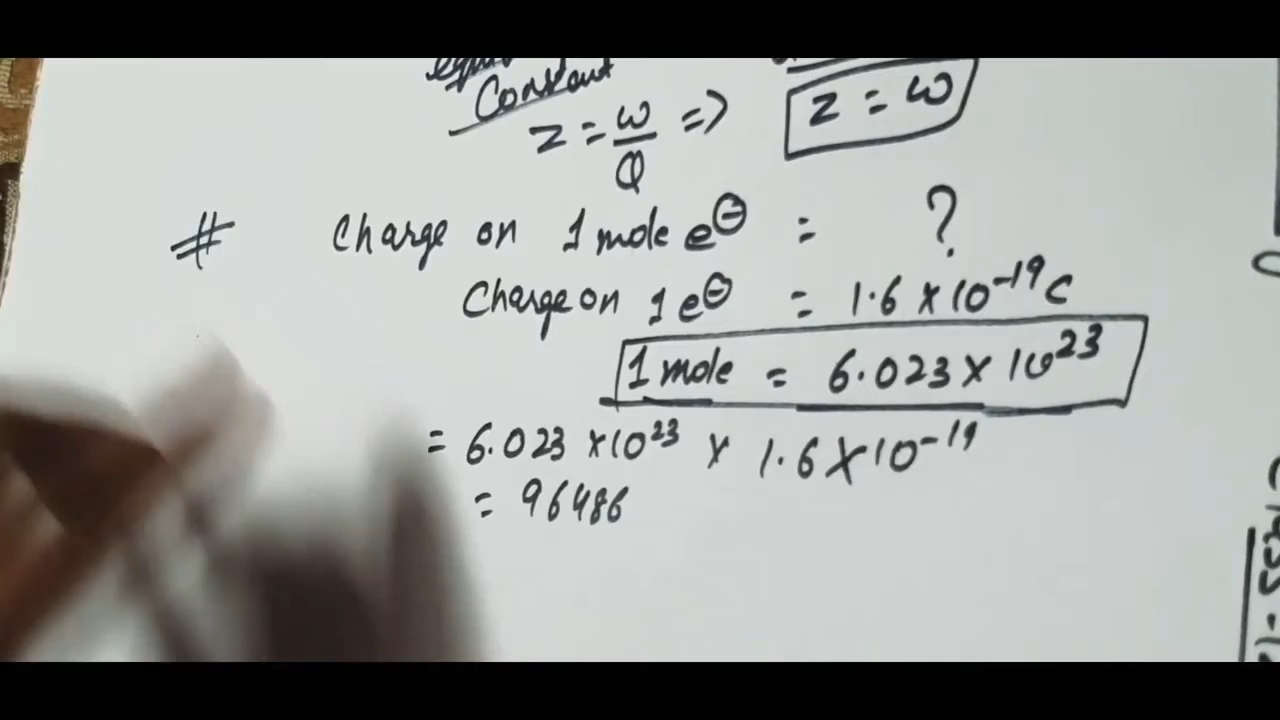 Constant
Z = W/Q => Z = W
# Charge on 1 mole e⊖ = ?
Charge on 1 e⊖ = 1.6 × 10⁻¹⁹ C
1 mole = 6.023 × 10²³
= 6.023 × 10²³ × 1.6 × 10⁻¹⁹
= 96486